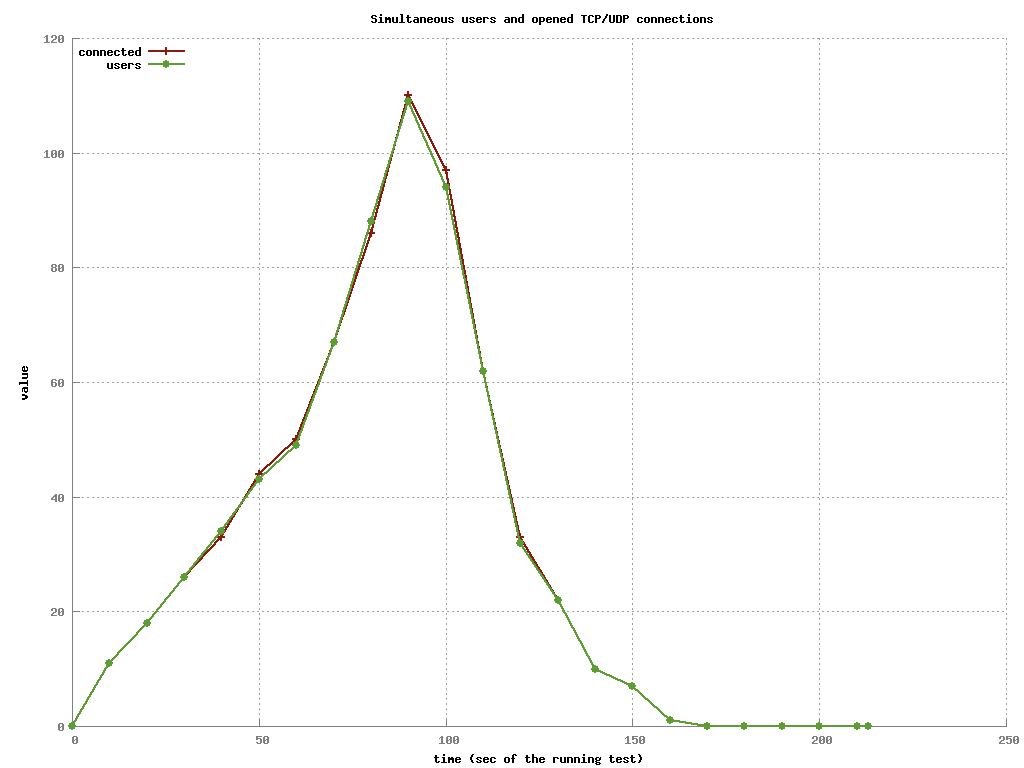 Simultaneous users and opened TCP/UDP connections
120
connected
users
100
80
value
60
40
20
0
0 50 100 150 200 250
time (sec of the running test)